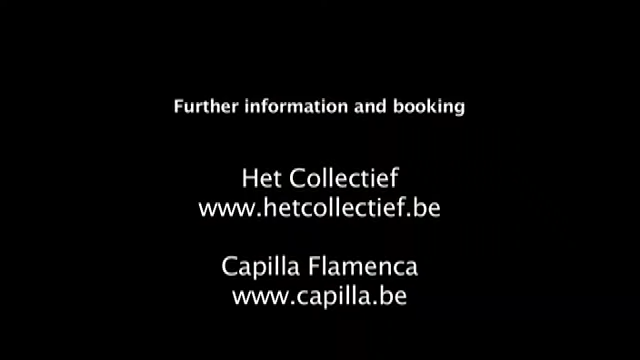 Further information and booking
Het Collectief
www.hetcollectief.be
Capilla Flamenca
www.capilla.be